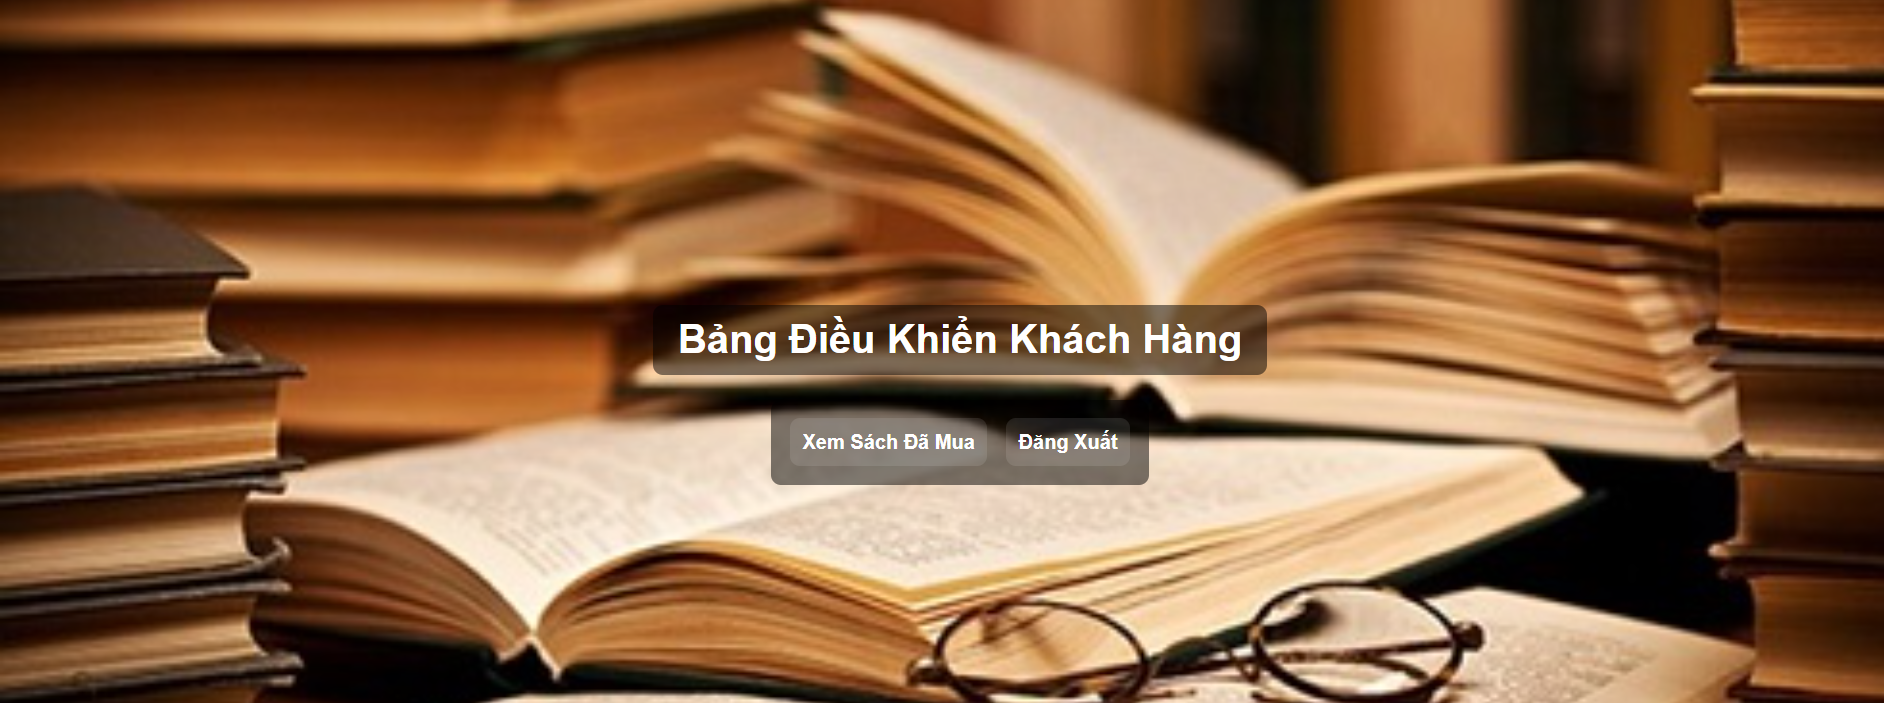 Bảng Điều Khiển Khách Hàng
Xem Sách Đã Mua Đăng Xuất